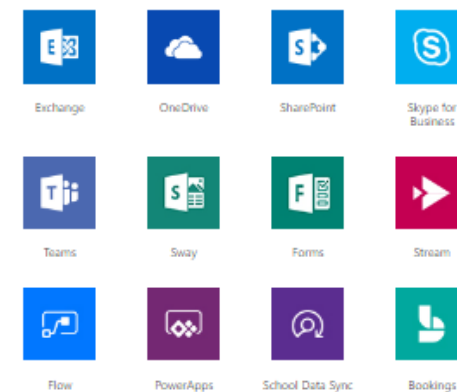 E
S
S
Exchange
OneDrive
SharePoint
Skype for
Business
T
S
F
Teams
Sway
Forms
Stream
Flow
PowerApps
School Data Sync
Bookings